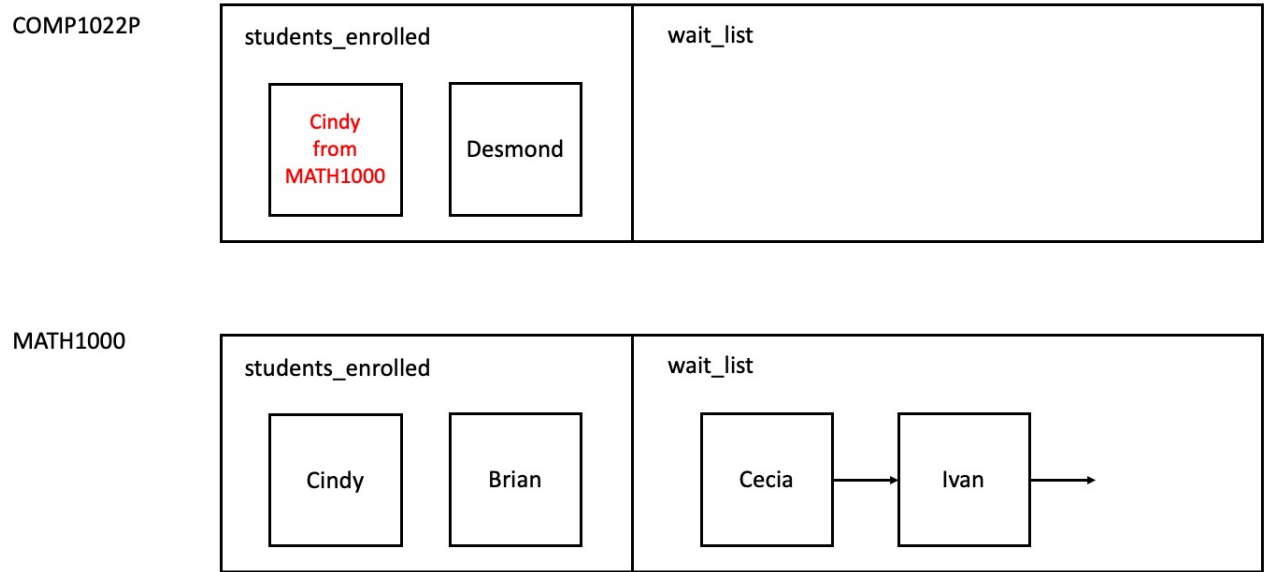 COMP1022P
students_enrolled
wait_list
Cindy
from
MATH1000
Desmond
MATH1000
students_enrolled
wait_list
Cindy
Brian
Cecia
Ivan